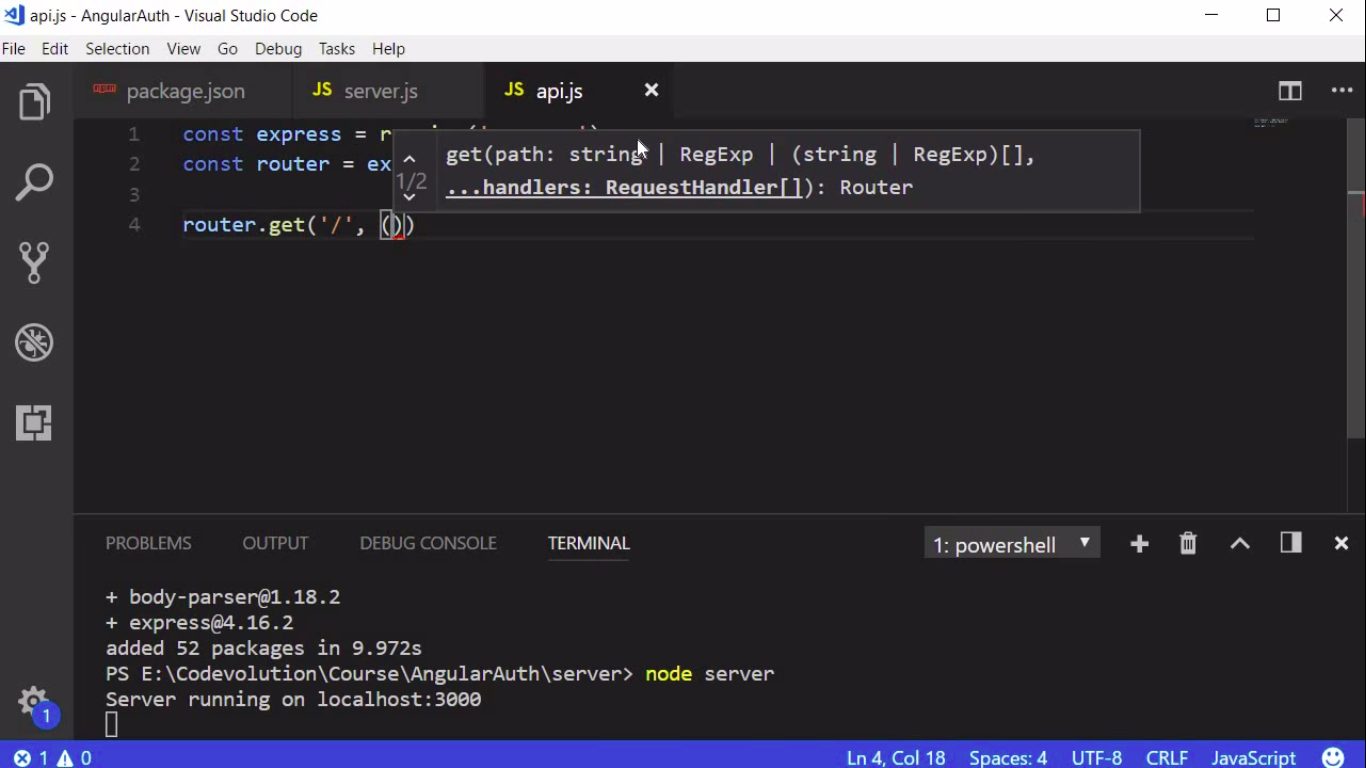 api.js - AngularAuth - Visual Studio Code
File Edit Selection View Go Debug Tasks Help
package.json JS server.js JS api.js
1 const express = r
get(path: string | RegExp | (string | RegExp)[],
2 const router = ex
1/2 ...handlers: RequestHandler[]): Router
3
4 router.get('/', ())
PROBLEMS OUTPUT DEBUG CONSOLE TERMINAL 1: powershell
+ body-parser@1.18.2
+ express@4.16.2
added 52 packages in 9.972s
PS E:\Codevolution\Course\AngularAuth\server> node server
Server running on localhost:3000
1
1 0 Ln 4, Col 18 Spaces: 4 UTF-8 CRLF JavaScript